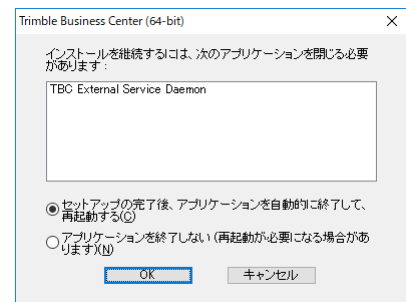 Trimble Business Center (64-bit)
インストールを継続するには、次のアプリケーションを閉じる必要
があります:
TBC External Service Daemon
セットアップの完了後、アプリケーションを自動的に終了して、
再起動する(C)
アプリケーションを終了しない (再起動が必要になる場合があ
ります)(N)
OK
キャンセル